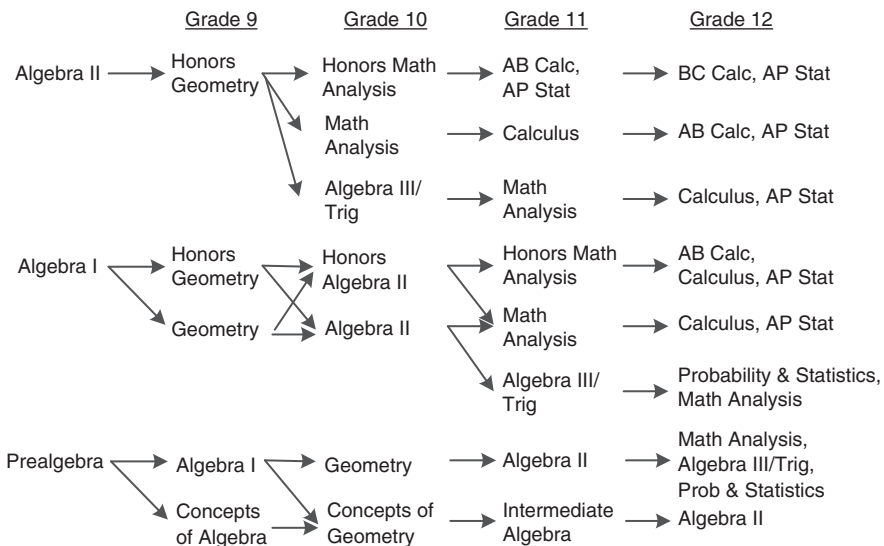 Grade 9 Grade 10 Grade 11 Grade 12
Algebra II
Honors
Geometry
Honors Math
Analysis
AB Calc,
AP Stat
BC Calc, AP Stat
Math
Analysis
Calculus
AB Calc, AP Stat
Algebra III/
Trig
Math
Analysis
Calculus, AP Stat
Algebra I
Honors
Geometry
Honors
Algebra II
Honors Math
Analysis
AB Calc,
Calculus, AP Stat
Geometry
Algebra II
Math
Analysis
Calculus, AP Stat
Algebra III/
Trig
Probability & Statistics,
Math Analysis
Prealgebra
Algebra I
Geometry
Algebra II
Math Analysis,
Algebra III/Trig,
Prob & Statistics
Concepts
of Algebra
Concepts of
Geometry
Intermediate
Algebra
Algebra II